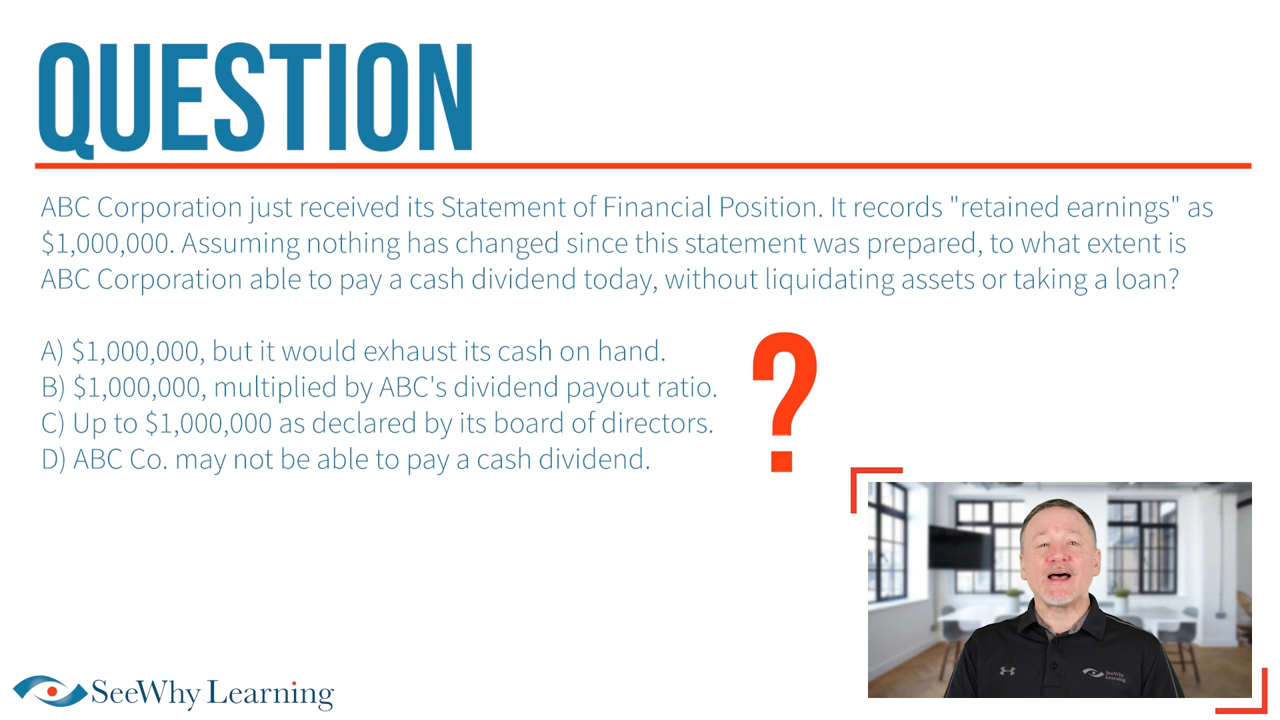 QUESTION
ABC Corporation just received its Statement of Financial Position. It records "retained earnings" as
$1,000,000. Assuming nothing has changed since this statement was prepared, to what extent is
ABC Corporation able to pay a cash dividend today, without liquidating assets or taking a loan?
A) $1,000,000, but it would exhaust its cash on hand.
B) $1,000,000, multiplied by ABC's dividend payout ratio.
C) Up to $1,000,000 as declared by its board of directors.
D) ABC Co. may not be able to pay a cash dividend.
?
SeeWhy Learning
SeeWhy
Learning